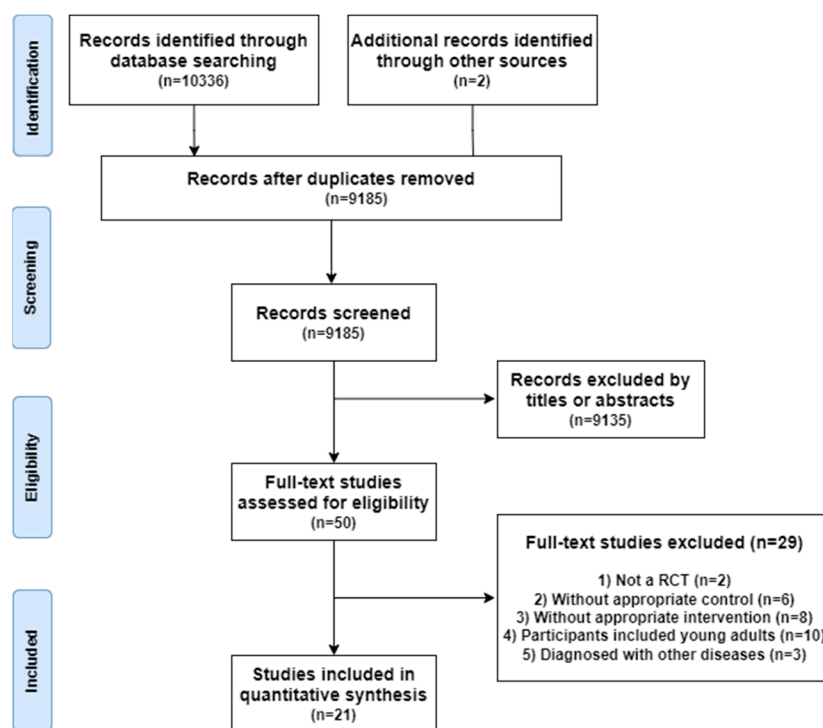 Identification
Records identified through
database searching
(n=10336)
Additional records identified
through other sources
(n=2)
Records after duplicates removed
(n=9185)
Screening
Records screened
(n=9185)
Records excluded by
titles or abstracts
(n=9135)
Eligibility
Full-text studies
assessed for eligibility
(n=50)
Full-text studies excluded (n=29)
1) Not a RCT (n=2)
2) Without appropriate control (n=6)
3) Without appropriate intervention (n=8)
4) Participants included young adults (n=10)
5) Diagnosed with other diseases (n=3)
Included
Studies included in
quantitative synthesis
(n=21)